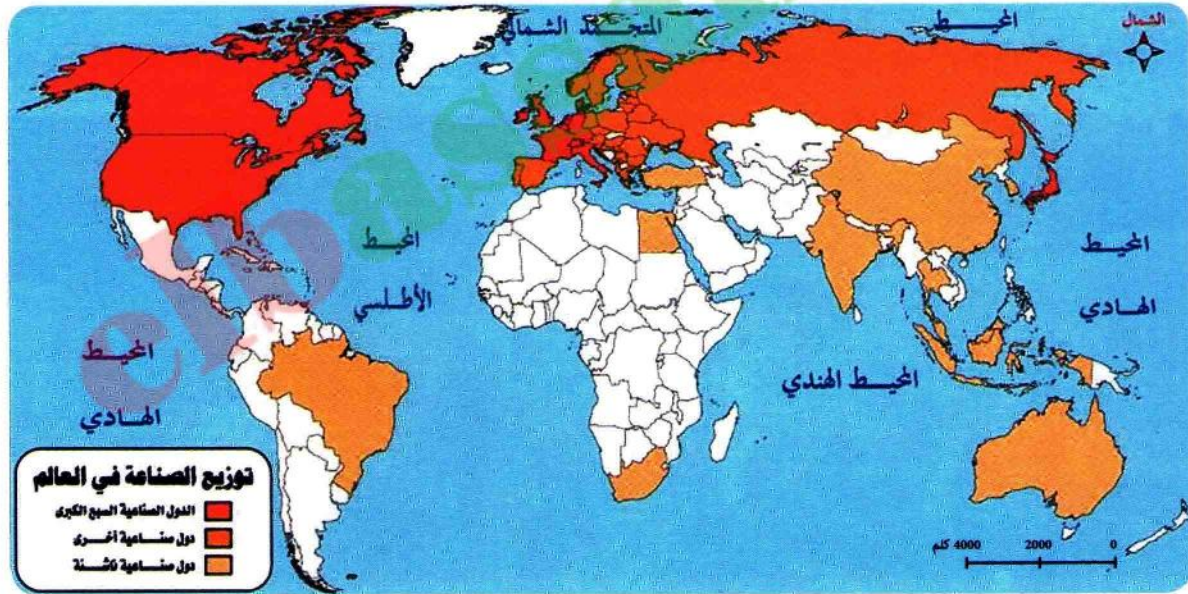 المحيط
المتجمد الشمالي
الشمال
المحيط
الأطلسي
المحيط
الهادي
المحيط
الهادي
المحيط الهندي
توزيع الصناعة في العالم
الدول الصناعية السبع الكبرى
دول صناعية أخرى
دول صناعية ناشئة
0 2000 4000 كلم